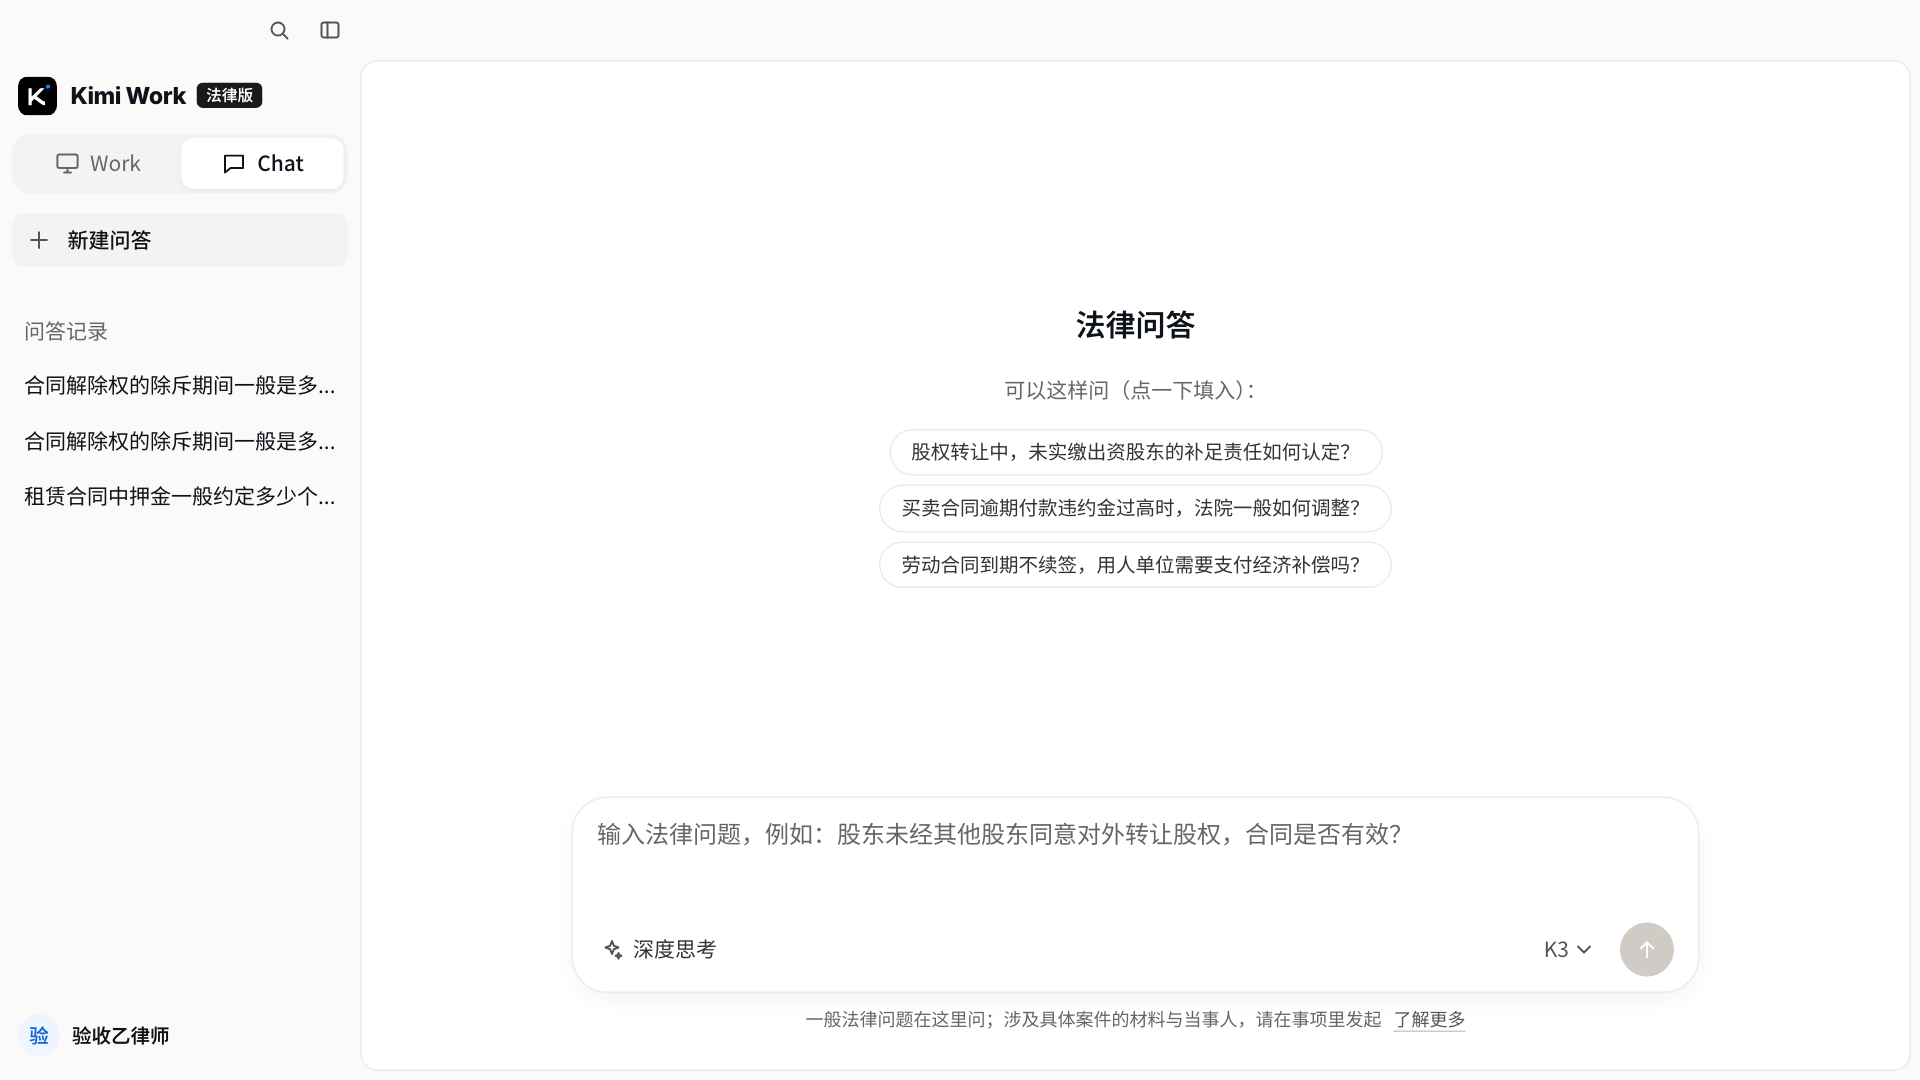 Kimi Work 法律版
Work
Chat
新建问答
问答记录
合同解除权的除斥期间一般是多...
合同解除权的除斥期间一般是多...
租赁合同中押金一般约定多少个...
验 验收乙律师
法律问答
可以这样问（点一下填入）：
股权转让中，未实缴出资股东的补足责任如何认定？
买卖合同逾期付款违约金过高时，法院一般如何调整？
劳动合同到期不续签，用人单位需要支付经济补偿吗？
输入法律问题，例如：股东未经其他股东同意对外转让股权，合同是否有效？
深度思考
K3
一般法律问题在这里问；涉及具体案件的材料与当事人，请在事项里发起 了解更多